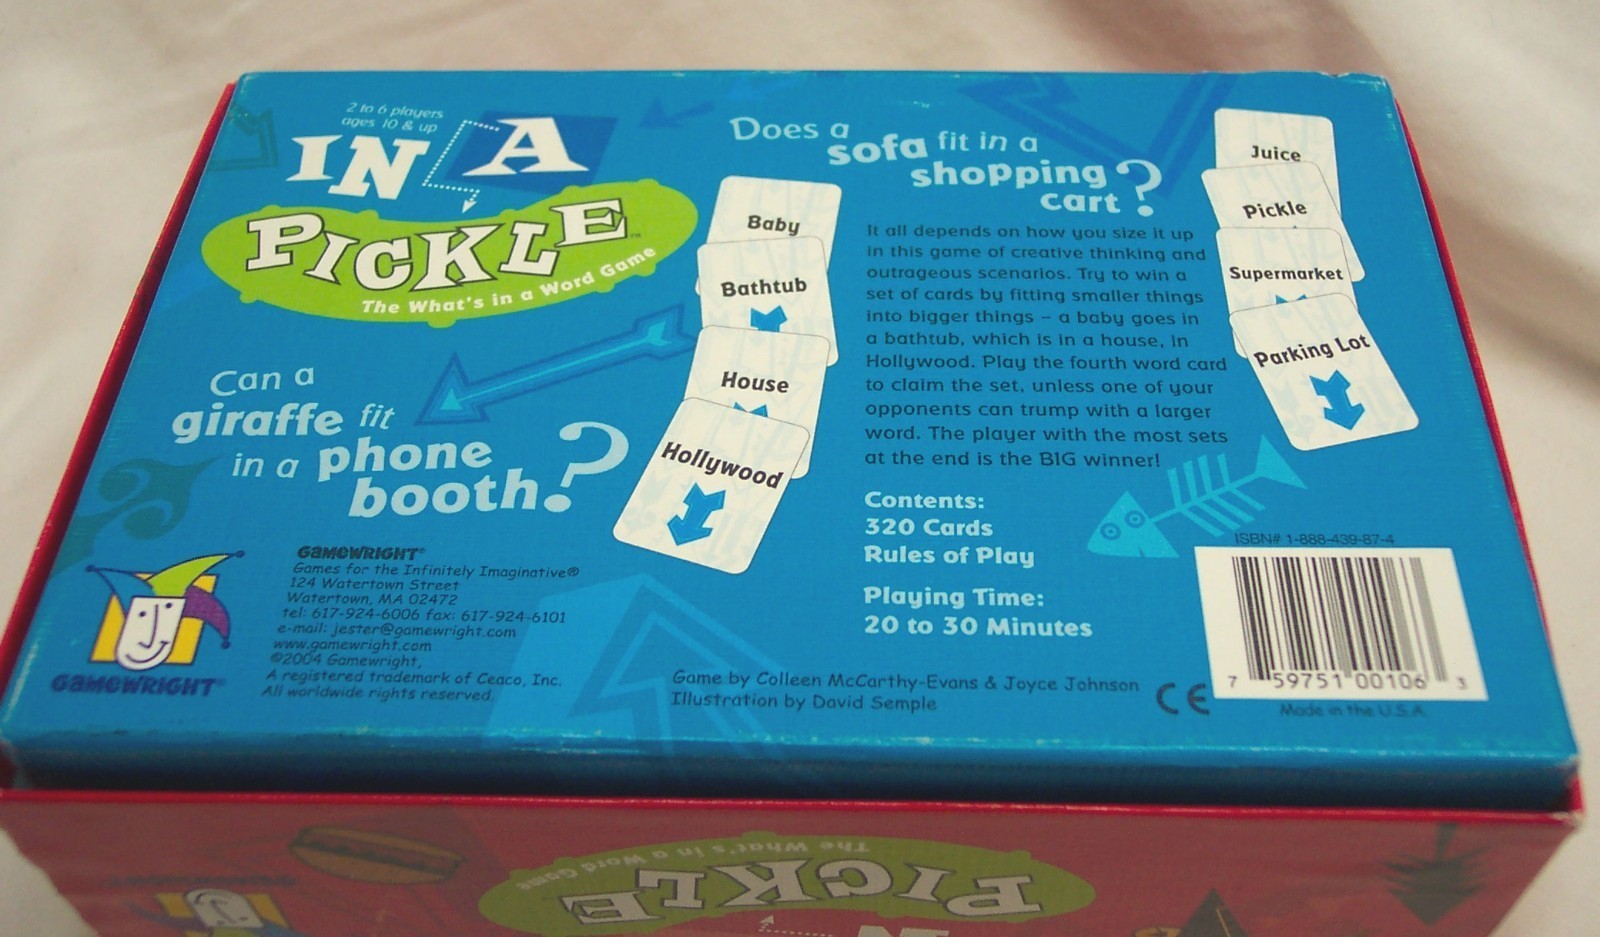 2 to 6 players
ages 10 & up
IN A
PICKLE™
The What's in a Word Game
Can a
giraffe fit
in a phone
booth?
Baby
Bathtub
House
Hollywood
Does a
sofa fit in a
shopping
cart?
It all depends on how you size it up
in this game of creative thinking and
outrageous scenarios. Try to win a
set of cards by fitting smaller things
into bigger things – a baby goes in
a bathtub, which is in a house, in
Hollywood. Play the fourth word card
to claim the set, unless one of your
opponents can trump with a larger
word. The player with the most sets
at the end is the BIG winner!
Contents:
320 Cards
Rules of Play
Playing Time:
20 to 30 Minutes
Juice
Pickle
Supermarket
Parking Lot
GAMEWRIGHT®
GAMEWRIGHT®
Games for the Infinitely Imaginative®
124 Watertown Street
Watertown, MA 02472
tel: 617-924-6006 fax: 617-924-6101
e-mail: jester@gamewright.com
www.gamewright.com
©2004 Gamewright,
A registered trademark of Ceaco, Inc.
All worldwide rights reserved.
Game by Colleen McCarthy-Evans & Joyce Johnson
Illustration by David Semple
CE
ISBN# 1-888-439-87-4
7 59751 00106 3
Made in the U.S.A.
PICKLE
The What's in a Word Game